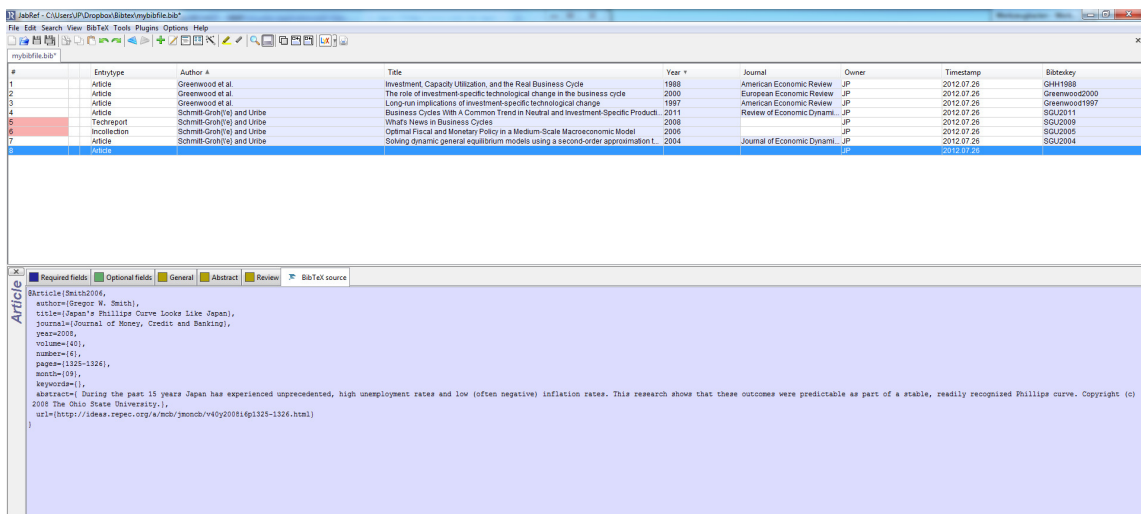 JabRef - C:\Users\JP\Dropbox\Bibtex\mybibfile.bib*
File Edit Search View BibTeX Tools Plugins Options Help
mybibfile.bib*
# Entrytype Author Title Year Journal Owner Timestamp Bibtexkey
1 Article Greenwood et al. Investment, Capacity Utilization, and the Real Business Cycle 1988 American Economic Review JP 2012.07.26 GHH1988
2 Article Greenwood et al. The role of investment-specific technological change in the business cycle 2000 European Economic Review JP 2012.07.26 Greenwood2000
3 Article Greenwood et al. Long-run implications of investment-specific technological change 1997 American Economic Review JP 2012.07.26 Greenwood1997
4 Article Schmitt-Groh{\'e} and Uribe Business Cycles With A Common Trend in Neutral and Investment-Specific Producti... 2011 Review of Economic Dynami... JP 2012.07.26 SGU2011
5 Techreport Schmitt-Groh{\'e} and Uribe What's News in Business Cycles 2008 JP 2012.07.26 SGU2009
6 Incollection Schmitt-Groh{\'e} and Uribe Optimal Fiscal and Monetary Policy in a Medium-Scale Macroeconomic Model 2006 JP 2012.07.26 SGU2005
7 Article Schmitt-Groh{\'e} and Uribe Solving dynamic general equilibrium models using a second-order approximation t... 2004 Journal of Economic Dynami... JP 2012.07.26 SGU2004
8 Article JP 2012.07.26
Required fields Optional fields General Abstract Review BibTeX source
Article
@Article{Smith2006,
author={Gregor W. Smith},
title={Japan's Phillips Curve Looks Like Japan},
journal={Journal of Money, Credit and Banking},
year=2008,
volume={40},
number={6},
pages={1325-1326},
month={09},
keywords={},
abstract={ During the past 15 years Japan has experienced unprecedented, high unemployment rates and low (often negative) inflation rates. This research shows that these outcomes were predictable as part of a stable, readily recognized Phillips curve. Copyright (c)
2008 The Ohio State University.},
url={http://ideas.repec.org/a/mcb/jmoncb/v40y2008i6p1325-1326.html}
}